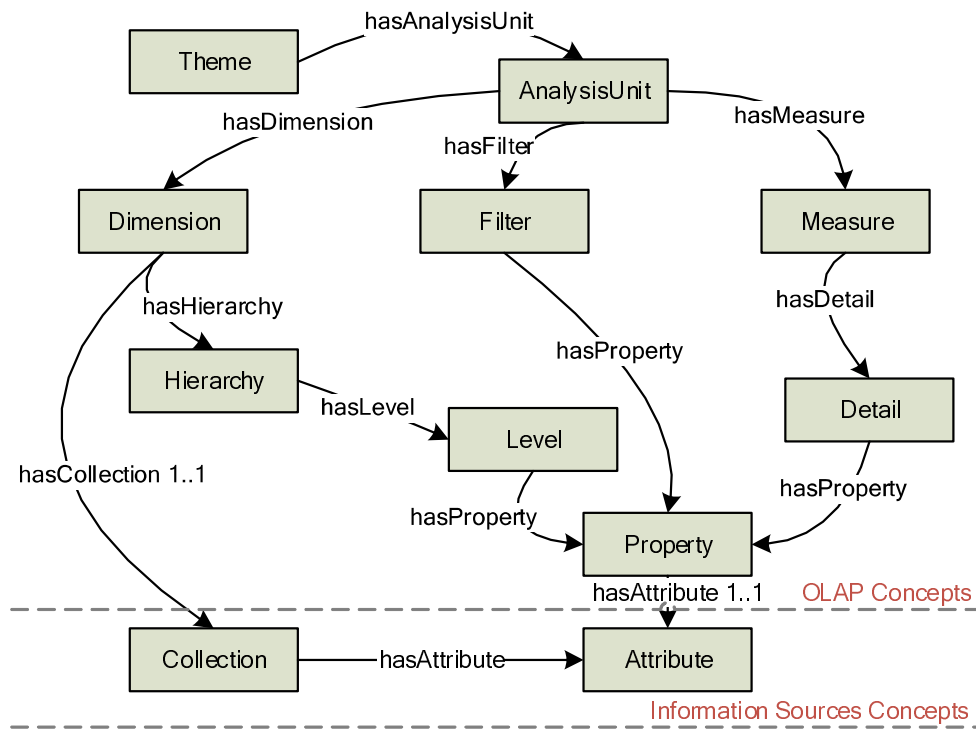 hasAnalysisUnit
Theme
AnalysisUnit
hasDimension
hasMeasure
hasFilter
Dimension
Filter
Measure
hasHierarchy
hasDetail
hasProperty
Hierarchy
hasLevel
Detail
Level
hasCollection 1..1
hasProperty
hasProperty
Property
hasAttribute 1..1
OLAP Concepts
Collection
hasAttribute
Attribute
Information Sources Concepts